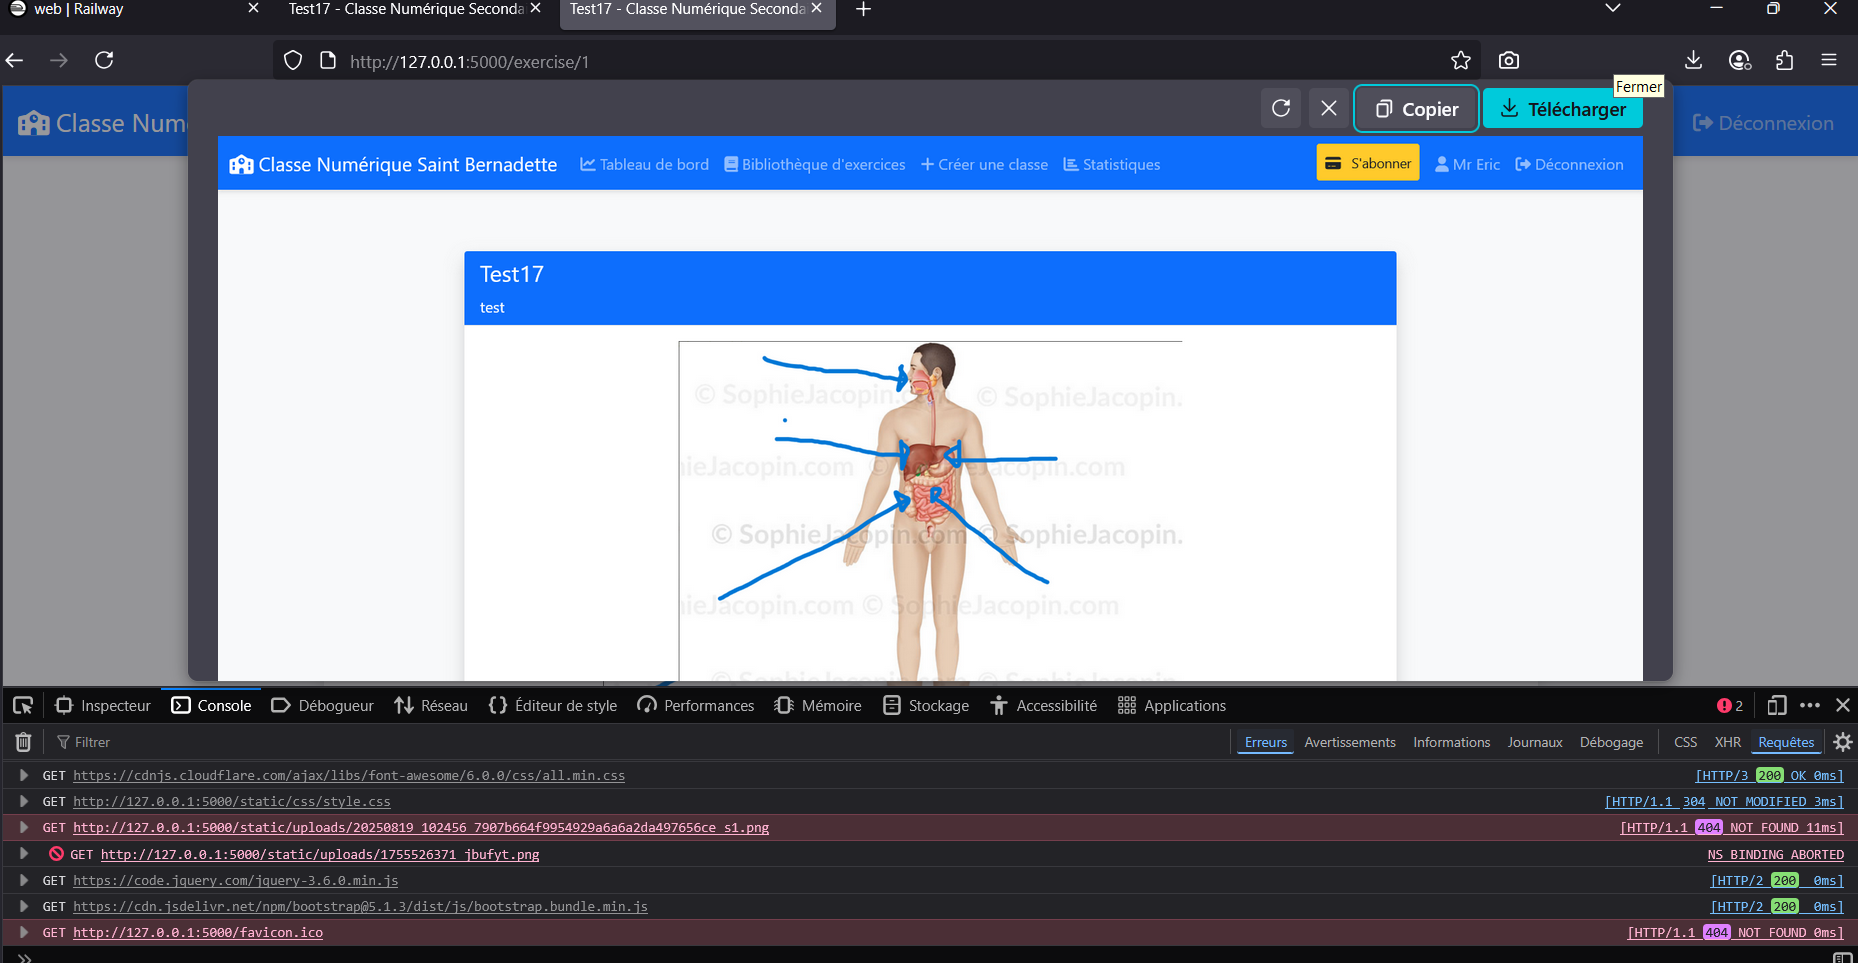 web | Railway
Test17 - Classe Numérique Seconda
Test17 - Classe Numérique Seconda
http://127.0.0.1:5000/exercise/1
Fermer
Classe Num
Copier
Télécharger
Déconnexion
Classe Numérique Saint Bernadette
Tableau de bord
Bibliothèque d'exercices
Créer une classe
Statistiques
S'abonner
Mr Eric
Déconnexion
Test17
test
© SophieJacopin.c
© SophieJacopin.
hieJacopin.com ©
eJacopin.com
© SophieJacopin.com © SophieJacopin.
hieJacopin.com © SophieJacopin.com
Inspecteur
Console
Débogueur
Réseau
Éditeur de style
Performances
Mémoire
Stockage
Accessibilité
Applications
2
Filtrer
Erreurs
Avertissements
Informations
Journaux
Débogage
CSS
XHR
Requêtes
GET https://cdnjs.cloudflare.com/ajax/libs/font-awesome/6.0.0/css/all.min.css [HTTP/3 200 OK 0ms]
GET http://127.0.0.1:5000/static/css/style.css [HTTP/1.1 304 NOT MODIFIED 3ms]
GET http://127.0.0.1:5000/static/uploads/20250819_102456_7907b664f9954929a6a6a2da497656ce_s1.png [HTTP/1.1 404 NOT FOUND 11ms]
GET http://127.0.0.1:5000/static/uploads/1755526371_jbufyt.png NS_BINDING_ABORTED
GET https://code.jquery.com/jquery-3.6.0.min.js [HTTP/2 200 0ms]
GET https://cdn.jsdelivr.net/npm/bootstrap@5.1.3/dist/js/bootstrap.bundle.min.js [HTTP/2 200 0ms]
GET http://127.0.0.1:5000/favicon.ico [HTTP/1.1 404 NOT FOUND 0ms]